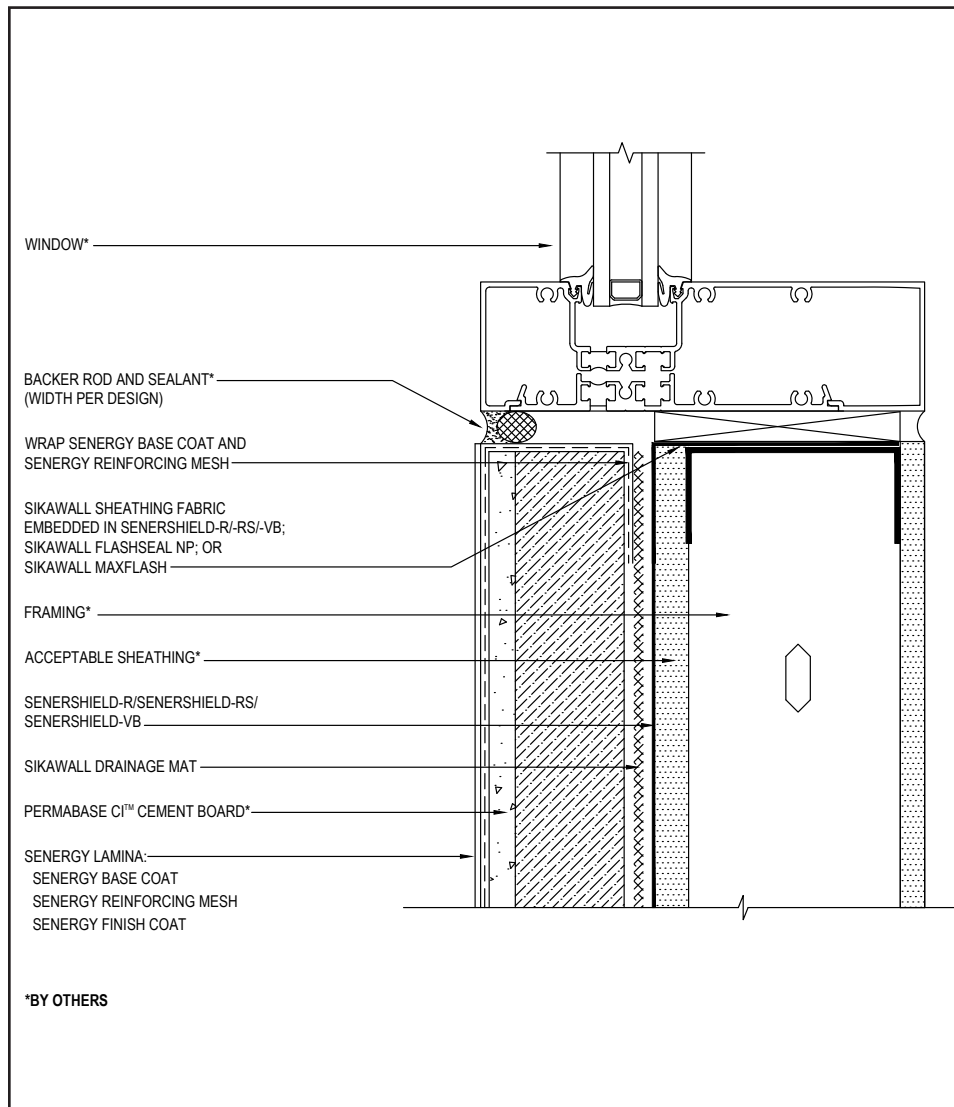 WINDOW*
BACKER ROD AND SEALANT*
(WIDTH PER DESIGN)
WRAP SENERGY BASE COAT AND
SENERGY REINFORCING MESH
SIKAWALL SHEATHING FABRIC
EMBEDDED IN SENERSHIELD-R/-RS/-VB;
SIKAWALL FLASHSEAL NP; OR
SIKAWALL MAXFLASH
FRAMING*
ACCEPTABLE SHEATHING*
SENERSHIELD-R/SENERSHIELD-RS/
SENERSHIELD-VB
SIKAWALL DRAINAGE MAT
PERMABASE CI™ CEMENT BOARD*
SENERGY LAMINA:
SENERGY BASE COAT
SENERGY REINFORCING MESH
SENERGY FINISH COAT
*BY OTHERS